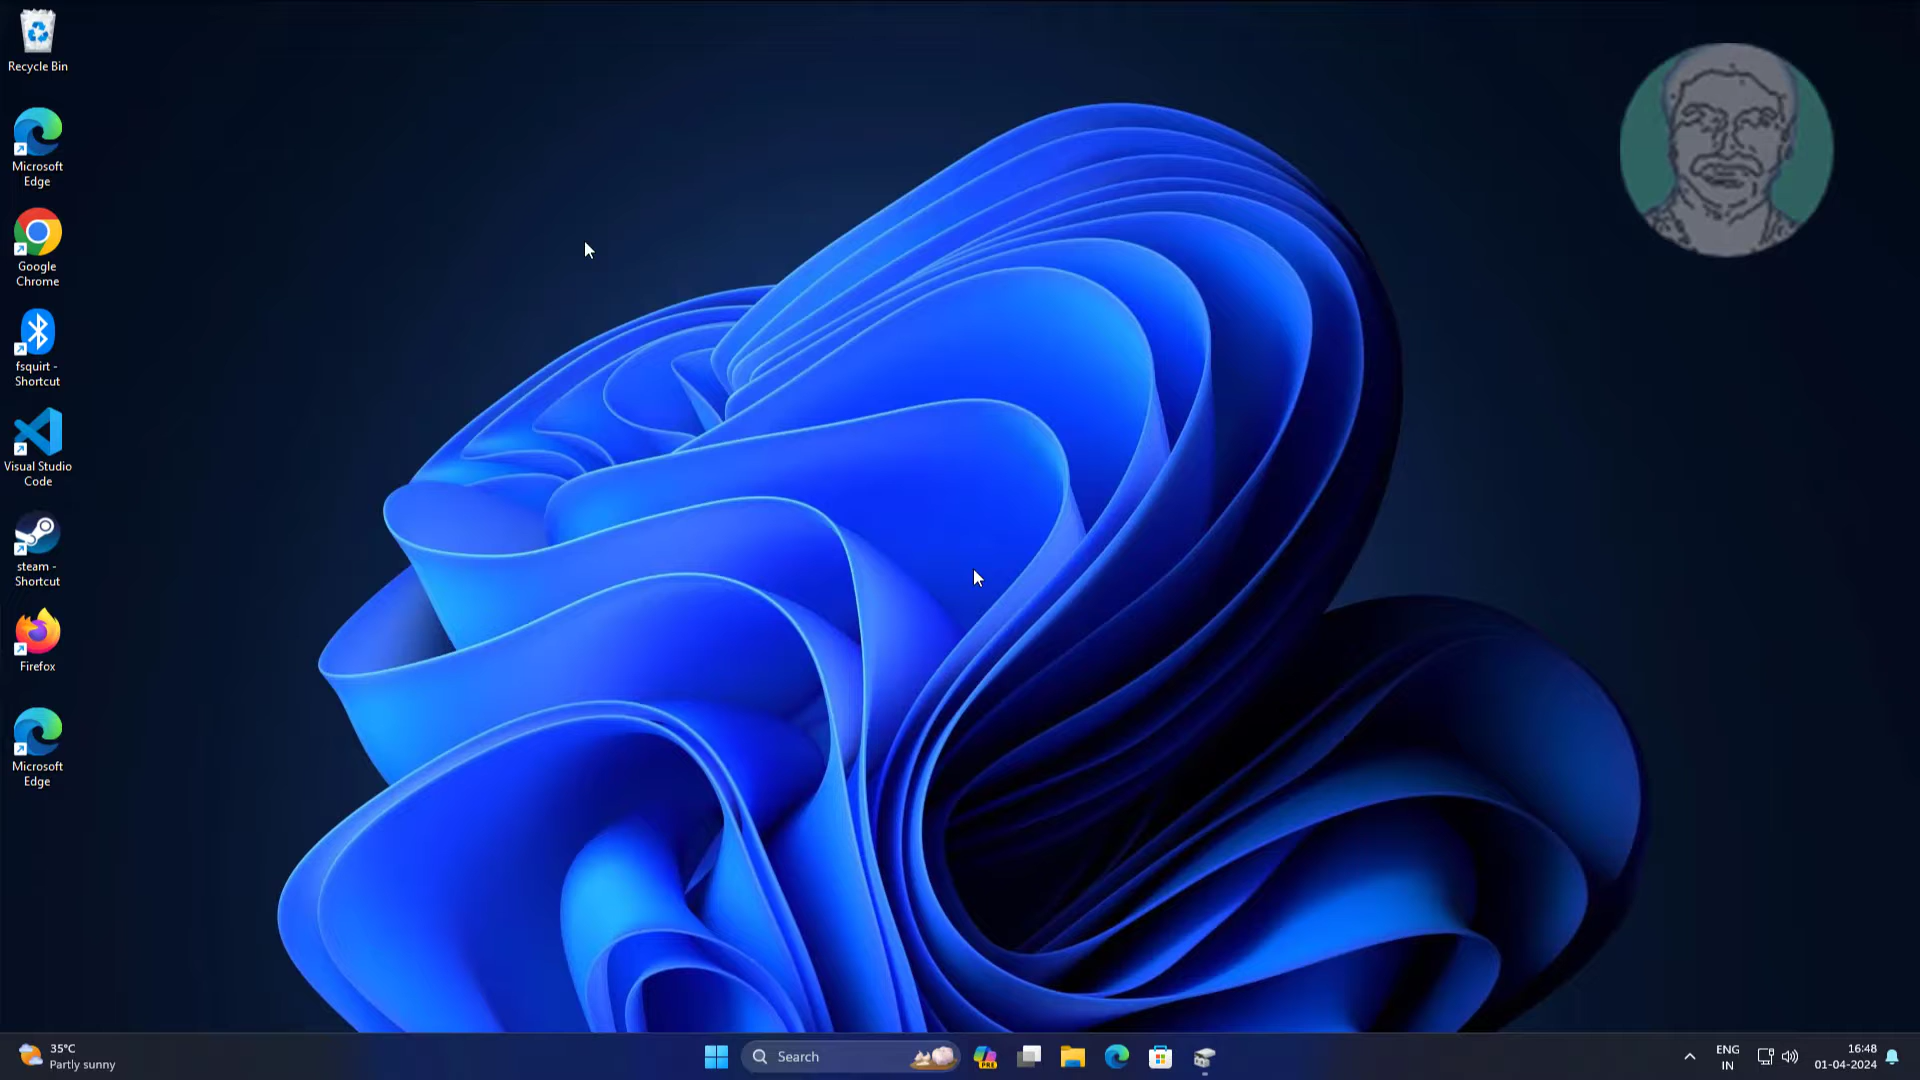 Recycle Bin
Microsoft
Edge
Google
Chrome
fsquirt -
Shortcut
Visual Studio
Code
steam -
Shortcut
Firefox
Microsoft
Edge
35°C
Partly sunny
Search
PRE
ENG
IN
16:48
01-04-2024